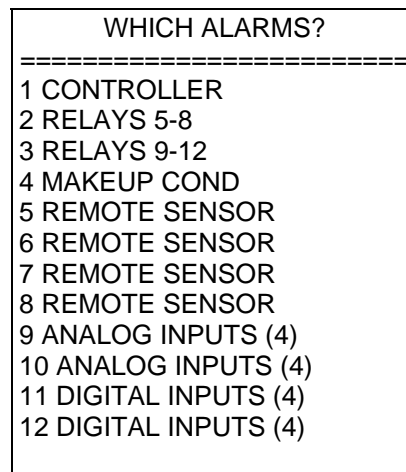 WHICH ALARMS?
=========================
1 CONTROLLER
2 RELAYS 5-8
3 RELAYS 9-12
4 MAKEUP COND
5 REMOTE SENSOR
6 REMOTE SENSOR
7 REMOTE SENSOR
8 REMOTE SENSOR
9 ANALOG INPUTS (4)
10 ANALOG INPUTS (4)
11 DIGITAL INPUTS (4)
12 DIGITAL INPUTS (4)